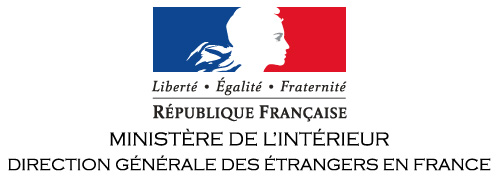 Liberté • Égalité • Fraternité
RÉPUBLIQUE FRANÇAISE
MINISTÈRE DE L'INTÉRIEUR
DIRECTION GÉNÉRALE DES ÉTRANGERS EN FRANCE